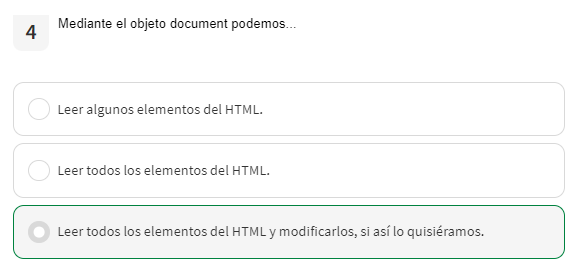 4
Mediante el objeto document podemos...
Leer algunos elementos del HTML.
Leer todos los elementos del HTML.
Leer todos los elementos del HTML y modificarlos, si así lo quisiéramos.